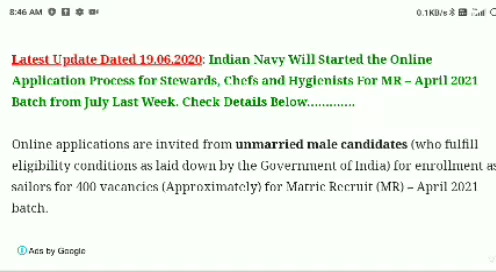 8:46 AM
0.1KB/s
Latest Update Dated 19.06.2020: Indian Navy Will Started the Online
Application Process for Stewards, Chefs and Hygienists For MR – April 2021
Batch from July Last Week. Check Details Below.............
Online applications are invited from unmarried male candidates (who fulfill
eligibility conditions as laid down by the Government of India) for enrollment as
sailors for 400 vacancies (Approximately) for Matric Recruit (MR) – April 2021
batch.
Ads by Google